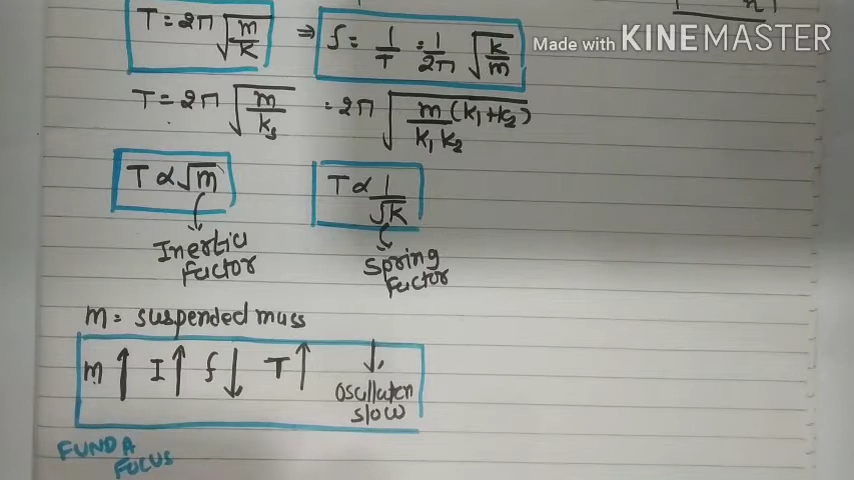 T = 2π √m/K ⇒ f = 1/T = 1/2π √k/m
Made with KINEMASTER
T = 2π √m/ks = 2π √m(k1+k2)/k1k2
T ∝ √m T ∝ 1/√k
Inertia factor
Spring factor
m = suspended mass
m ↑ I ↑ f ↓ T ↑ ↓
slow
FUNDA
FOCUS